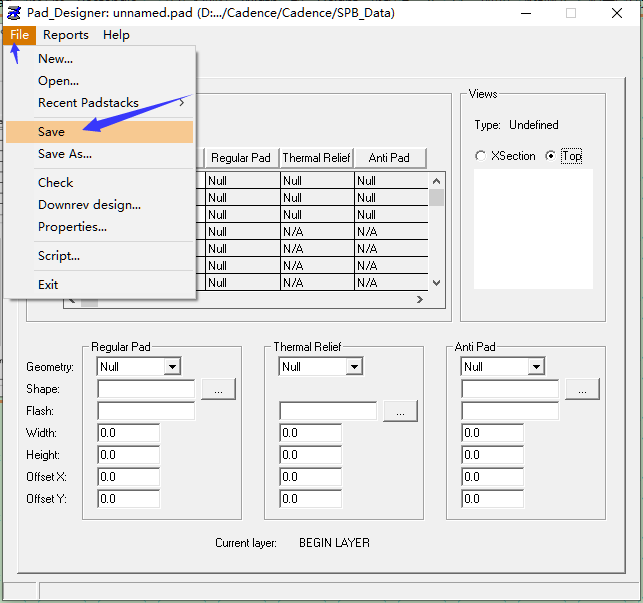 Pad_Designer: unnamed.pad (D:.../Cadence/Cadence/SPB_Data)
File Reports Help
New...
Open...
Recent Padstacks
Save
Save As...
Check
Downrev design...
Properties...
Script...
Exit
Regular Pad Thermal Relief Anti Pad
Null Null Null
Null Null Null
Null Null Null
Null N/A N/A
Null N/A N/A
Null N/A N/A
Null N/A N/A
Views
Type: Undefined
XSection Top
Regular Pad Thermal Relief Anti Pad
Geometry: Null Null Null
Shape: ... ...
Flash: ...
Width: 0.0 0.0 0.0
Height: 0.0 0.0 0.0
Offset X: 0.0 0.0 0.0
Offset Y: 0.0 0.0 0.0
Current layer: BEGIN LAYER